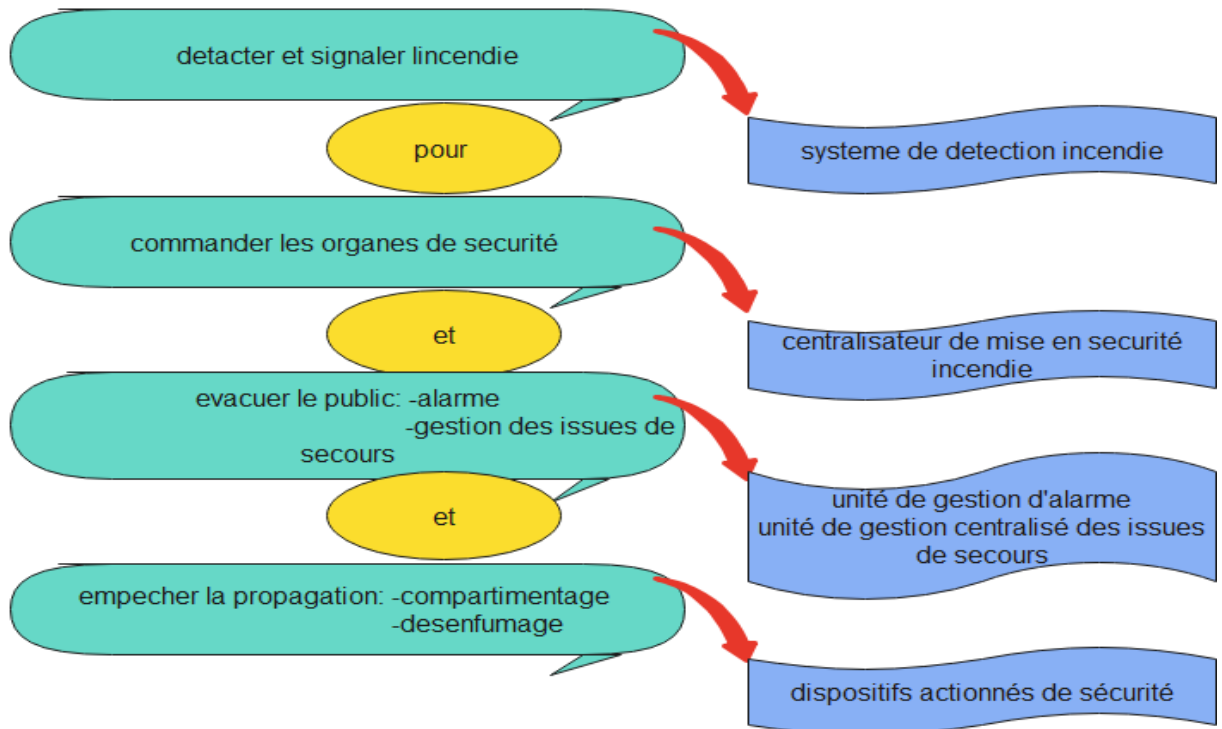 detacter et signaler lincendie
pour
systeme de detection incendie
commander les organes de securité
et
centralisateur de mise en securité
incendie
evacuer le public: -alarme
-gestion des issues de
secours
et
unité de gestion d'alarme
unité de gestion centralisé des issues
de secours
empecher la propagation: -compartimentage
-desenfumage
dispositifs actionnés de sécurité